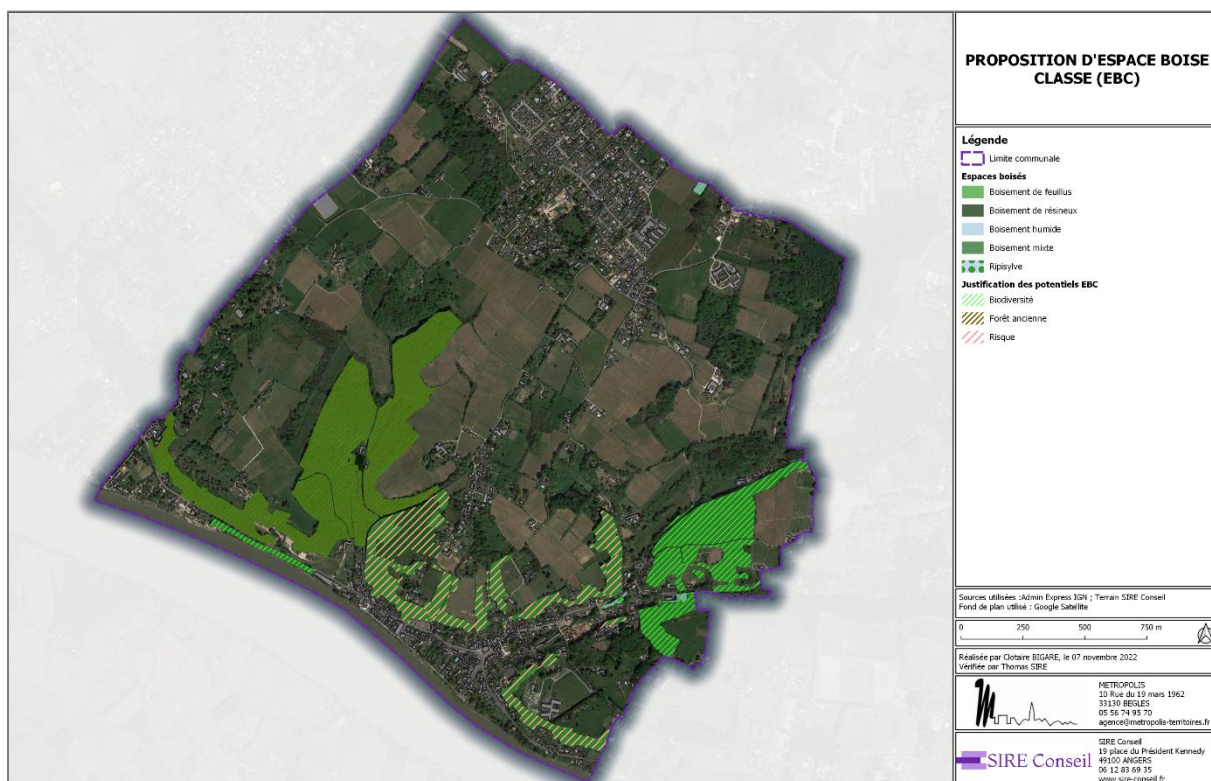 PROPOSITION D'ESPACE BOISE
CLASSE (EBC)
Légende
Limite communale
Espaces boisés
Boisement de feuillus
Boisement de résineux
Boisement humide
Boisement mixte
Ripisylve
Justification des potentiels EBC
Biodiversité
Forêt ancienne
Risque
Sources utilisées :Admin Express IGN ; Terrain SIRE Conseil
Fond de plan utilisé : Google Satellite
0 250 500 750 m
Réalisée par Clotaire BIGARE, le 07 novembre 2022
Vérifiée par Thomas SIRE
METROPOLIS
10 Rue du 19 mars 1962
33130 BEGLES
05 56 74 95 70
agence@metropolis-territoires.fr
SIRE Conseil
SIRE Conseil
19 place du Président Kennedy
49100 ANGERS
06 12 83 69 35
www.sire-conseil.fr